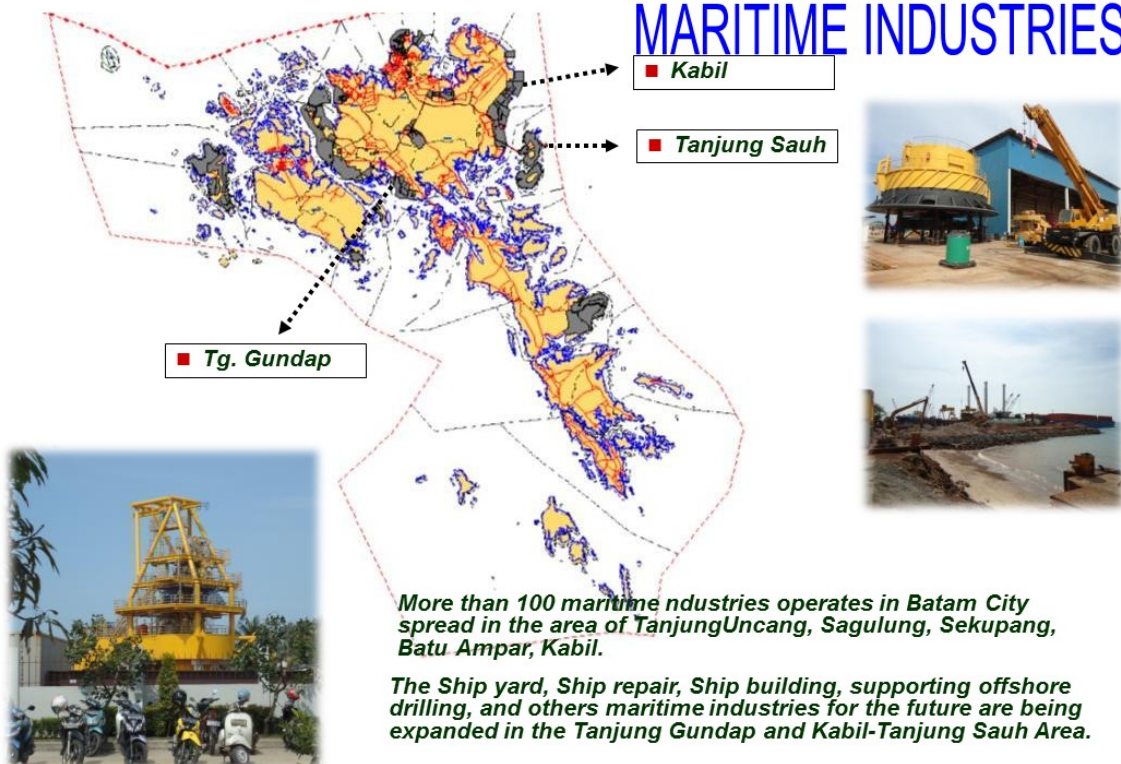 MARITIME INDUSTRIES
Kabil
Tanjung Sauh
Tg. Gundap
More than 100 maritime ndustries operates in Batam City
spread in the area of TanjungUncang, Sagulung, Sekupang,
Batu Ampar, Kabil.
The Ship yard, Ship repair, Ship building, supporting offshore
drilling, and others maritime industries for the future are being
expanded in the Tanjung Gundap and Kabil-Tanjung Sauh Area.